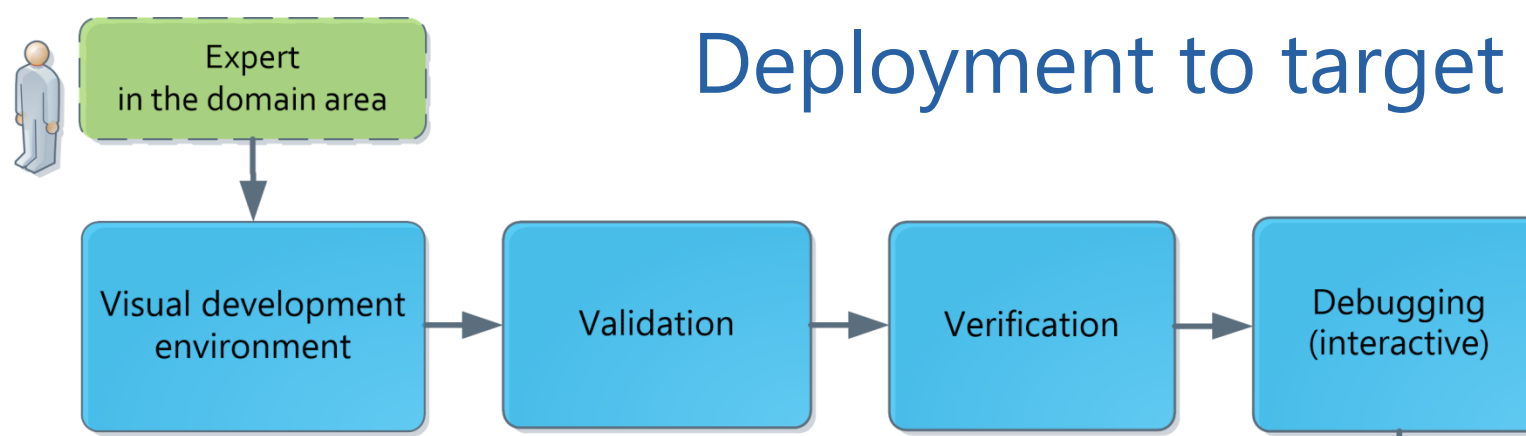 Deployment to target
Expert
in the domain area
Visual development
environment
Validation
Verification
Debugging
(interactive)